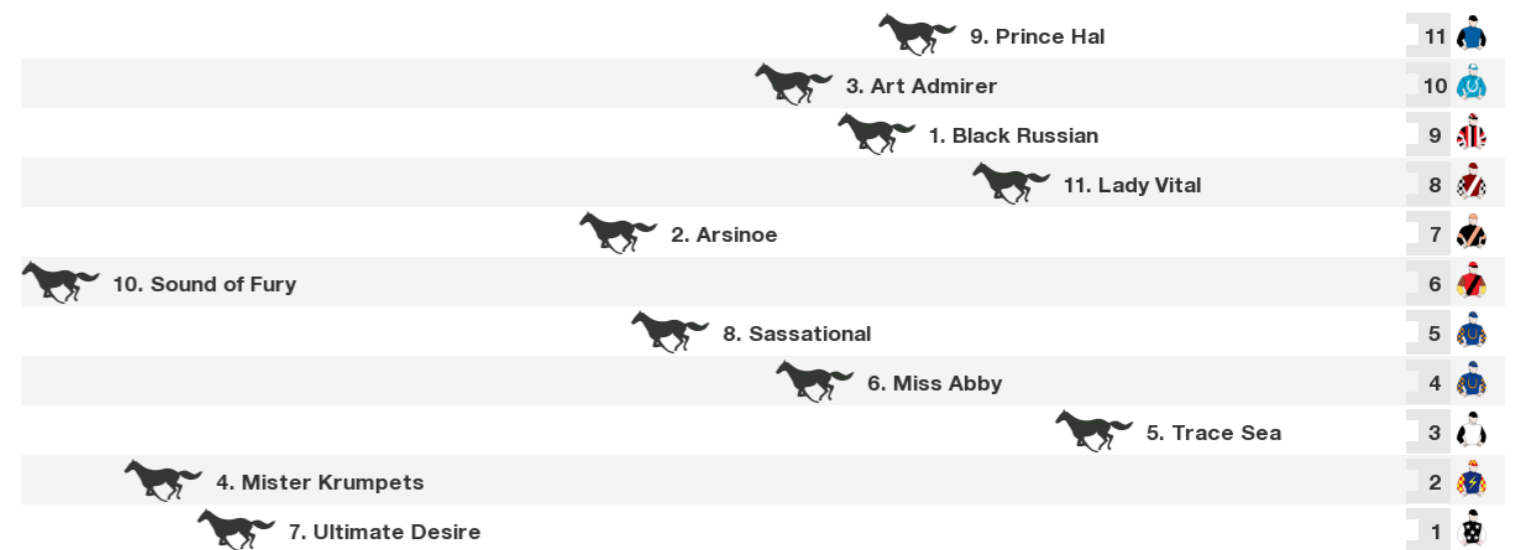 9. Prince Hal 11
3. Art Admirer 10
1. Black Russian 9
11. Lady Vital 8
2. Arsinoe 7
10. Sound of Fury 6
8. Sassational 5
6. Miss Abby 4
5. Trace Sea 3
4. Mister Krumpets 2
7. Ultimate Desire 1